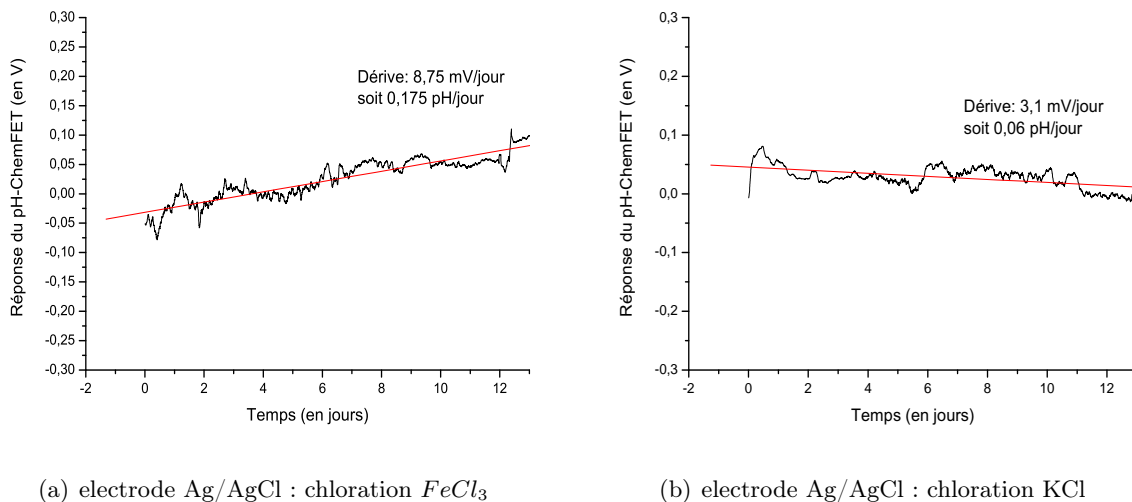 0,30
0,25
0,20
0,15
0,10
0,05
0,00
-0,05
-0,10
-0,15
-0,20
-0,25
-0,30
Réponse du pH-ChemFET (en V)
Dérive: 8,75 mV/jour
soit 0,175 pH/jour
-2 0 2 4 6 8 10 12
Temps (en jours)
(a) electrode Ag/AgCl : chloration FeCl3
0,3
0,2
0,1
0,0
-0,1
-0,2
-0,3
Réponse du pH-ChemFET (en V)
Dérive: 3,1 mV/jour
soit 0,06 pH/jour
-2 0 2 4 6 8 10 12
Temps (en jours)
(b) electrode Ag/AgCl : chloration KCl